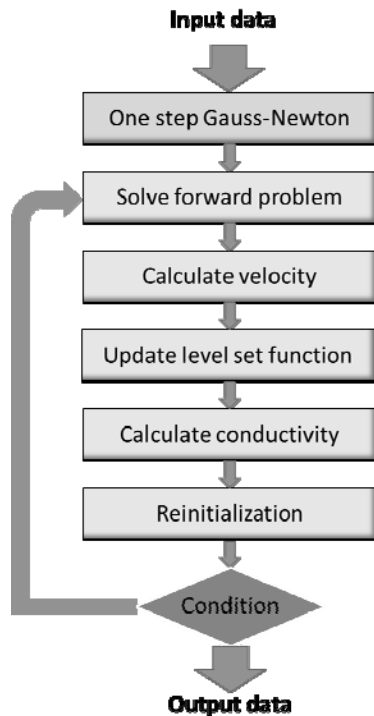 Input data
One step Gauss-Newton
Solve forward problem
Calculate velocity
Update level set function
Calculate conductivity
Reinitialization
Condition
Output data